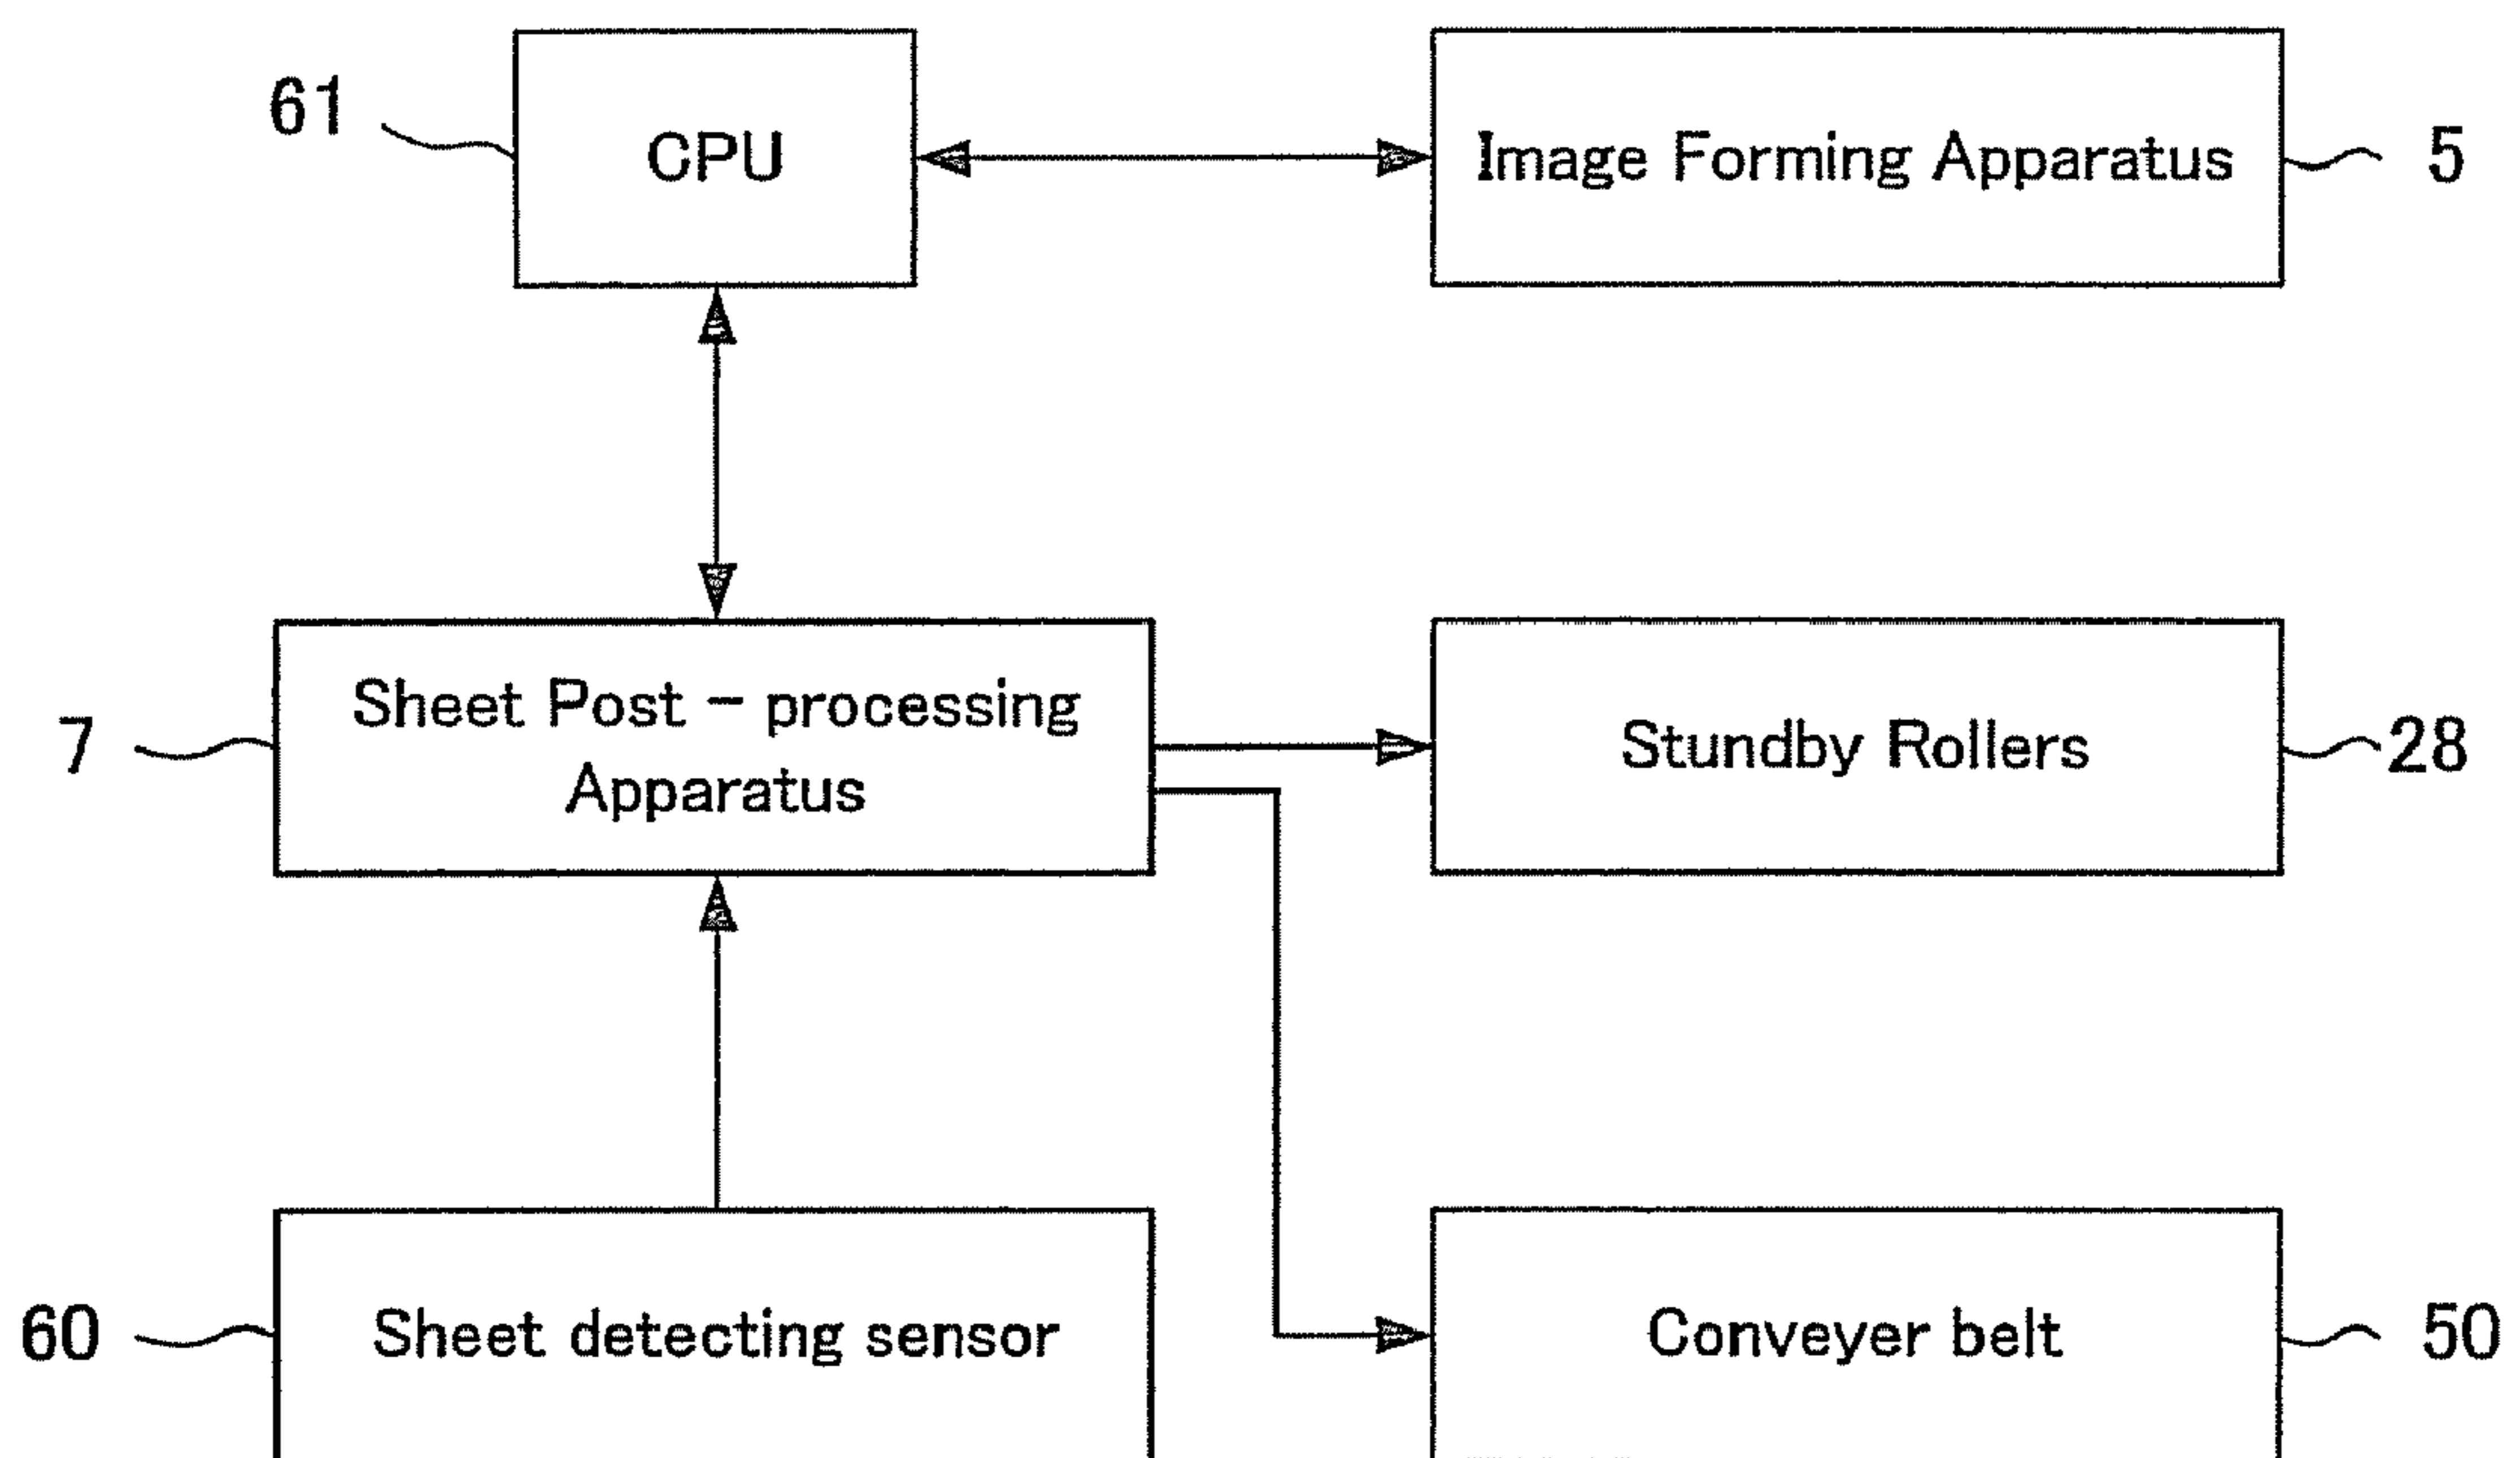 61
CPU
Image Forming Apparatus
5
7
Sheet Post - processing
Apparatus
Stundby Rollers
28
60
Sheet detecting sensor
Conveyer belt
50